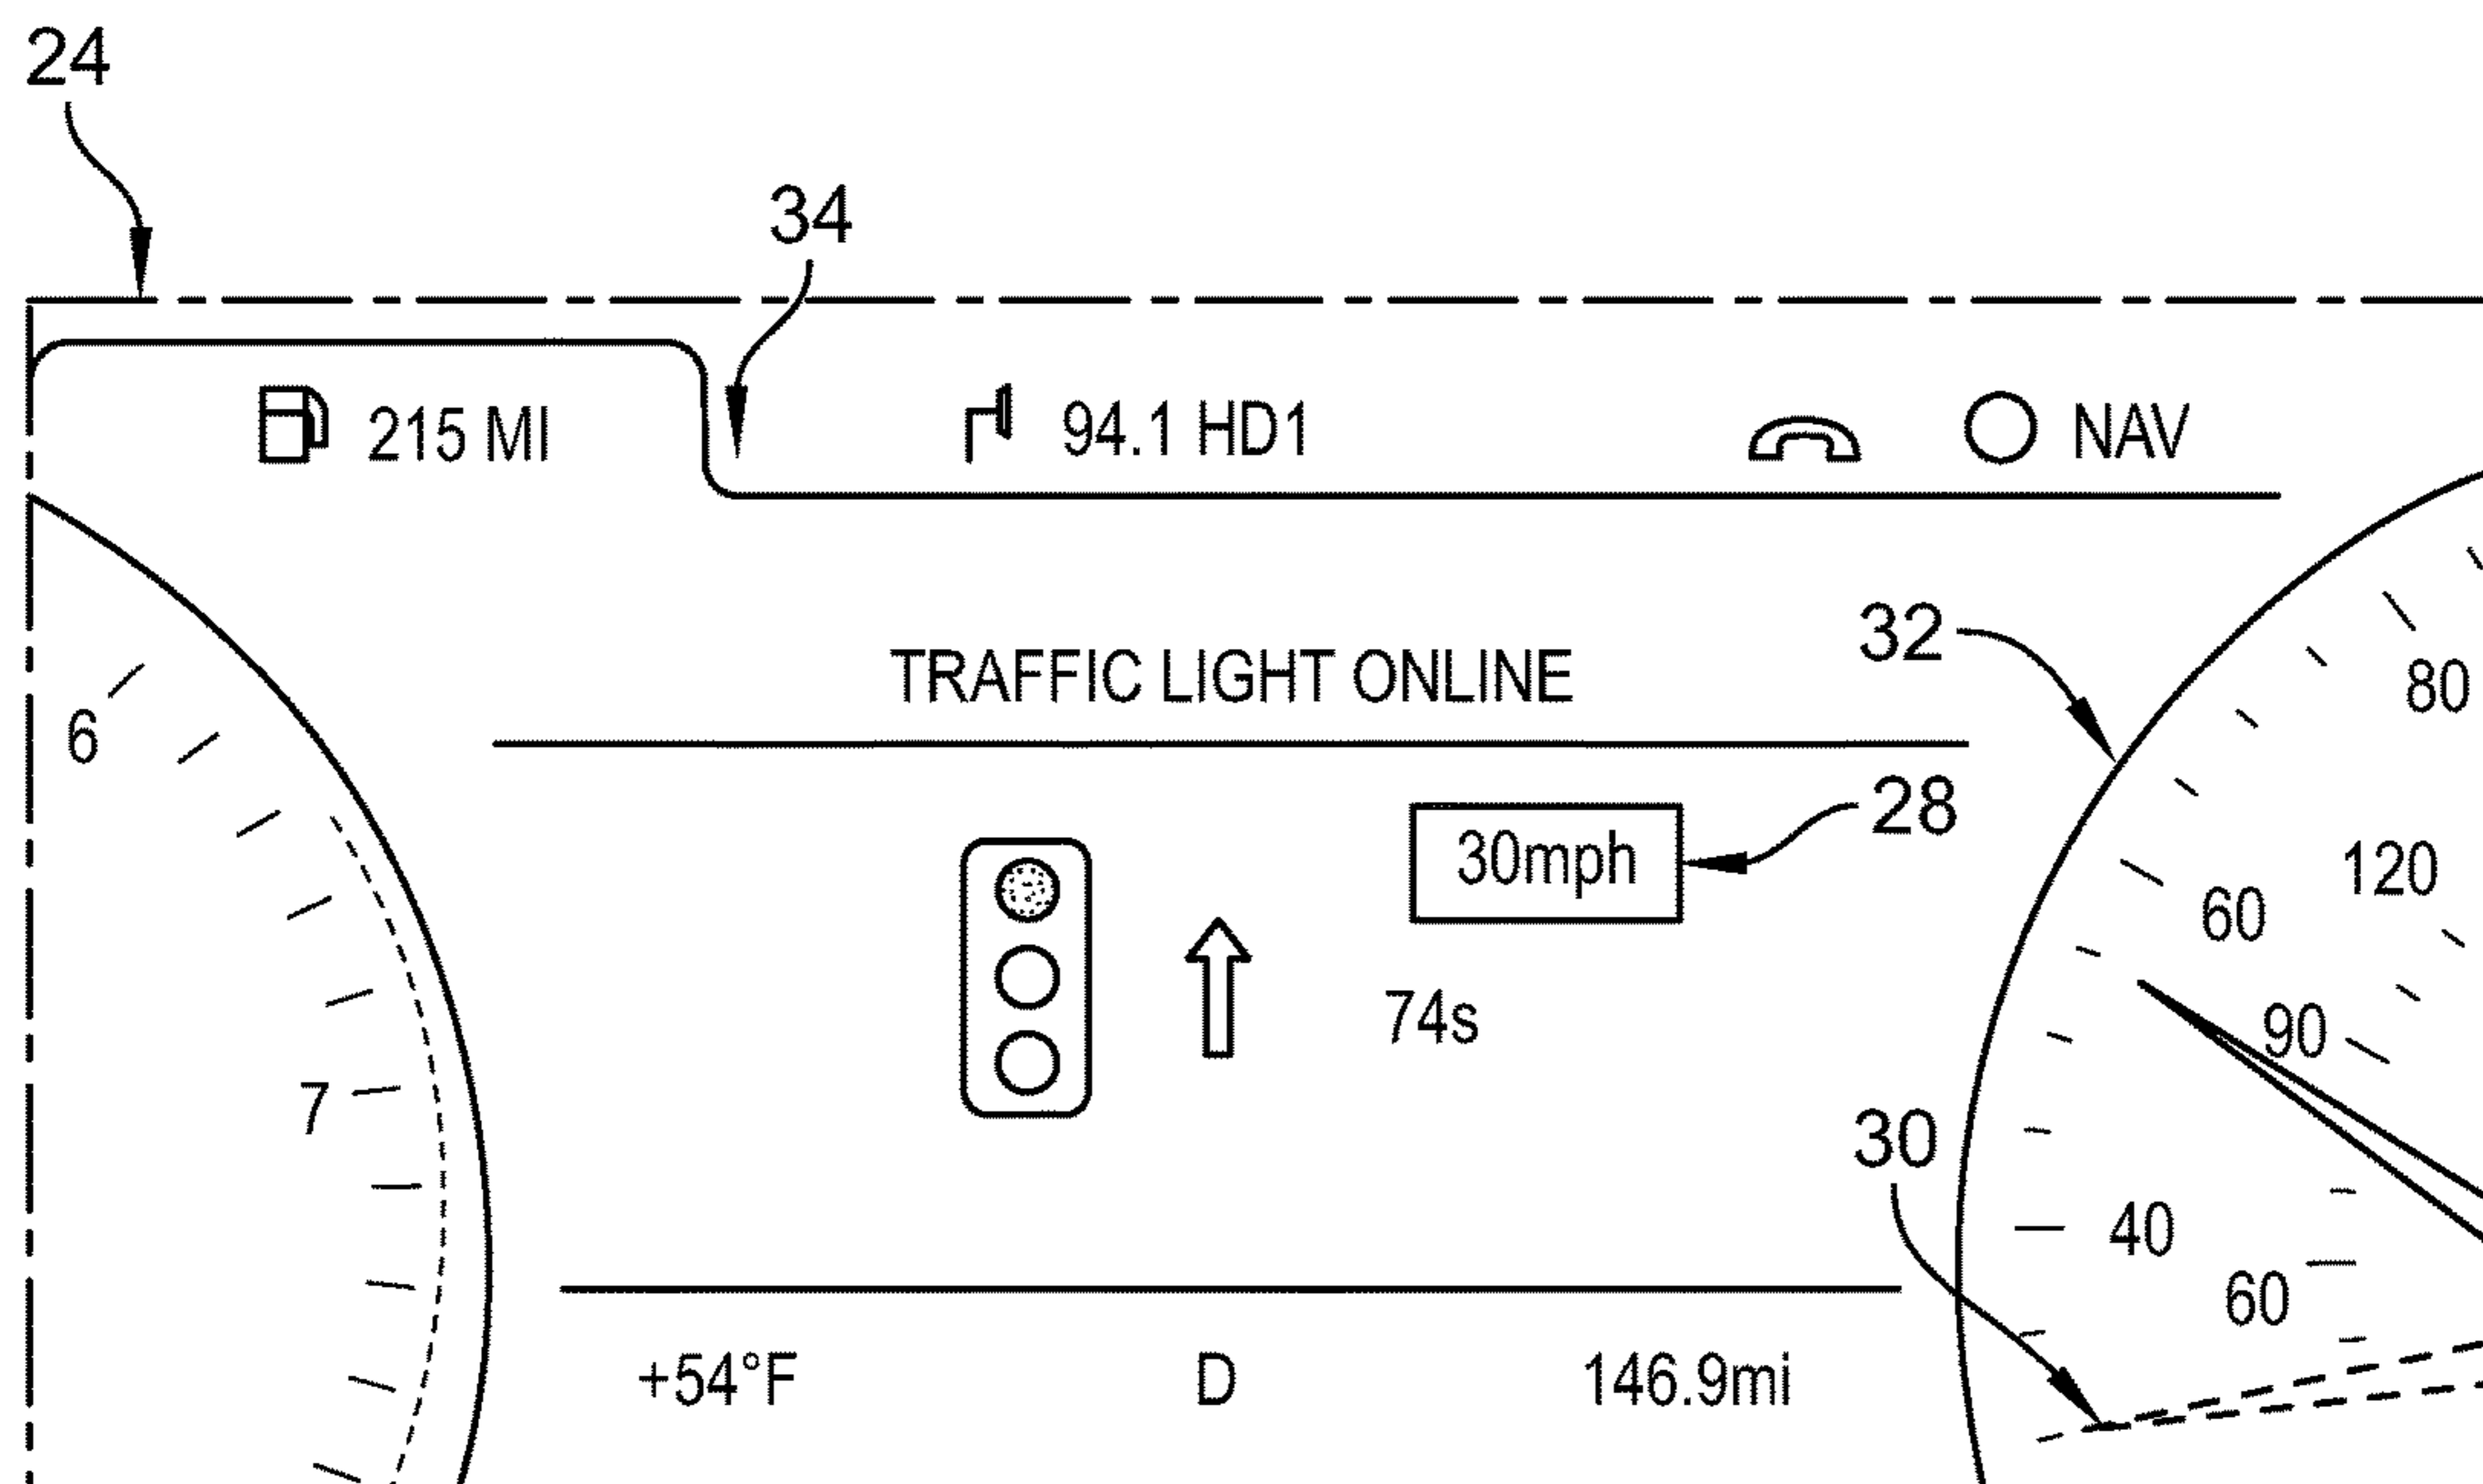 24
34
215 MI 94.1 HD1 NAV
TRAFFIC LIGHT ONLINE
32
80
6
28
30mph
120
60
74s
90
7
30
40
60
+54°F D 146.9mi